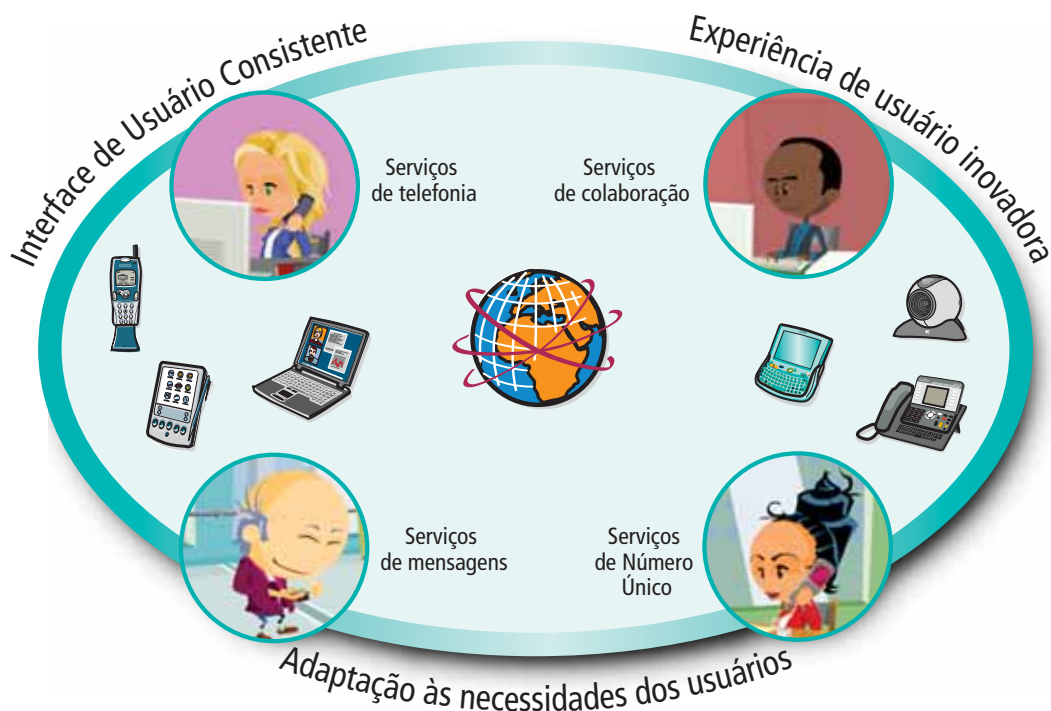 Interface de Usuário Consistente
Experiência de usuário inovadora
Serviços
de telefonia
Serviços
de colaboração
Serviços
de mensagens
Serviços
de Número
Único
Adaptação às necessidades dos usuários